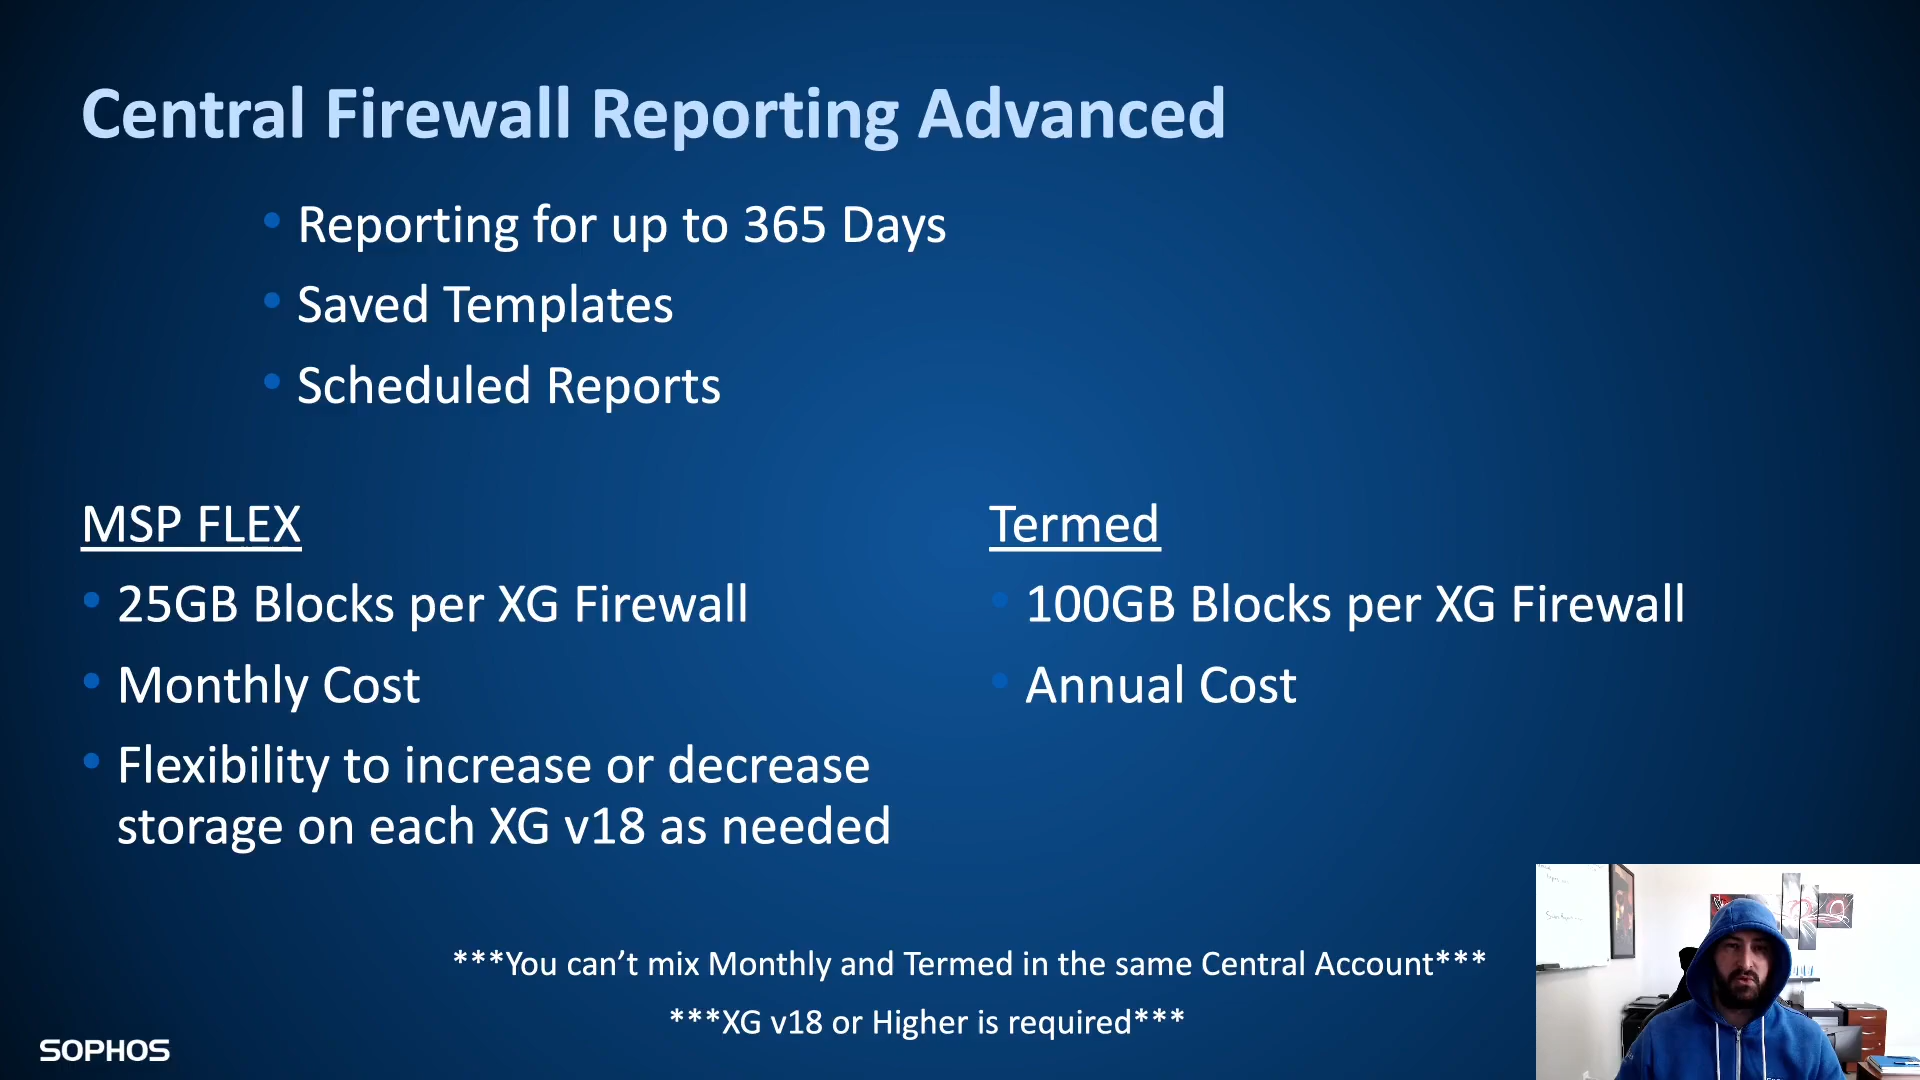 Central Firewall Reporting Advanced
• Reporting for up to 365 Days
• Saved Templates
• Scheduled Reports
MSP FLEX
• 25GB Blocks per XG Firewall
• Monthly Cost
• Flexibility to increase or decrease
storage on each XG v18 as needed
Termed
• 100GB Blocks per XG Firewall
• Annual Cost
***You can’t mix Monthly and Termed in the same Central Account***
***XG v18 or Higher is required***
SOPHOS